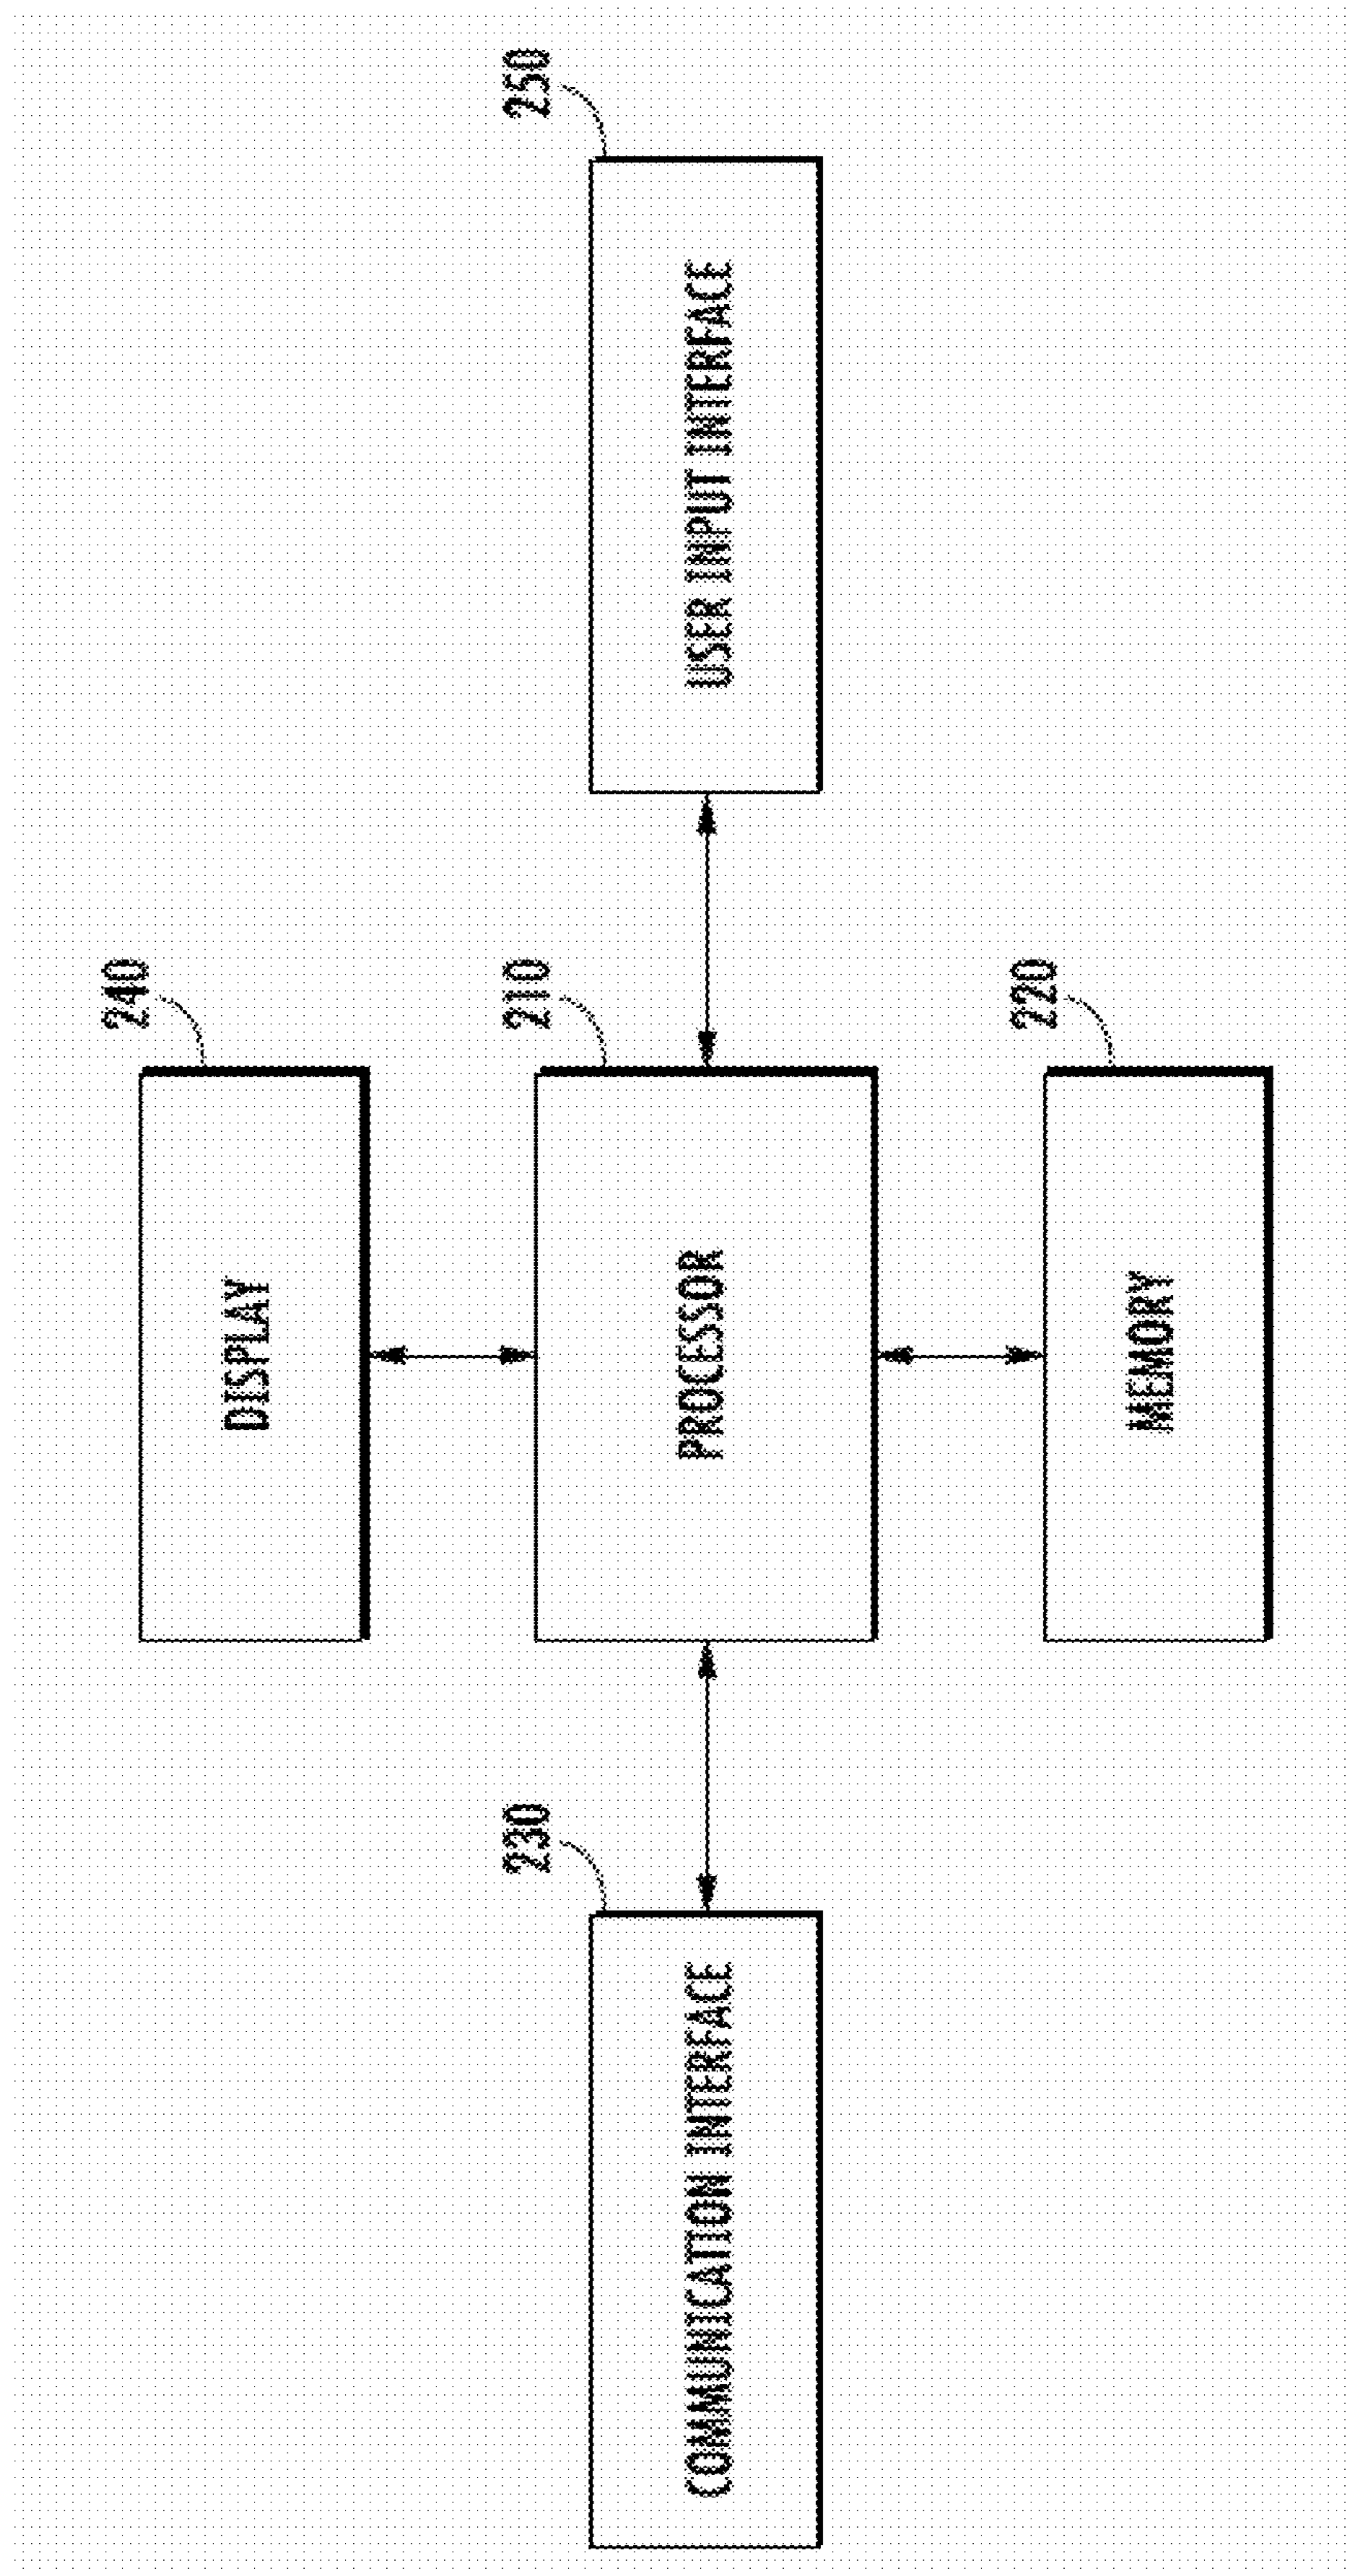 240
DISPLAY
230
COMMUNICATION INTERFACE
210
PROCESSOR
250
USER INPUT INTERFACE
220
MEMORY